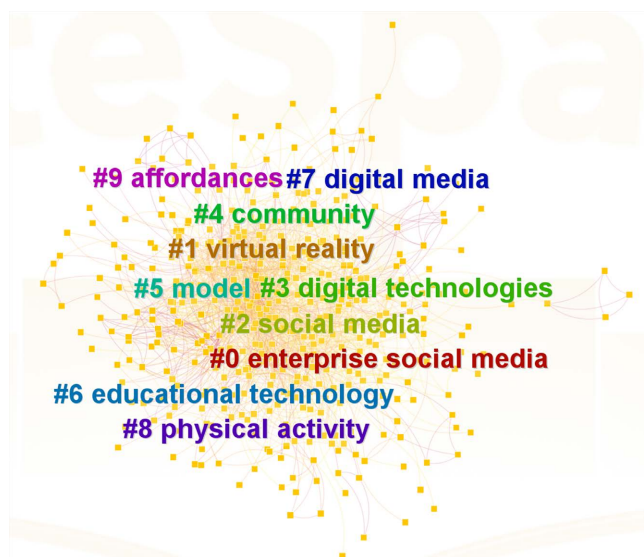 teSpa
#9 affordances #7 digital media
#4 community
#1 virtual reality
#5 model #3 digital technologies
#2 social media
#0 enterprise social media
#6 educational technology
#8 physical activity